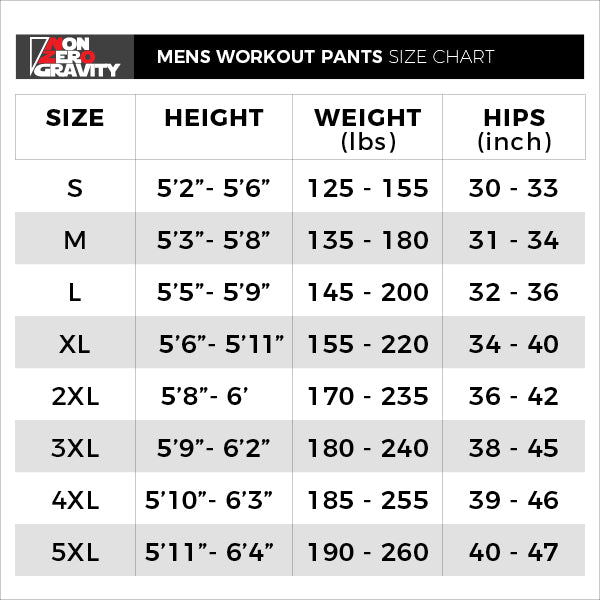 NON
ZERO
GRAVITY
MENS WORKOUT PANTS SIZE CHART
SIZE HEIGHT WEIGHT (lbs) HIPS (inch)
S 5’2”- 5’6” 125 - 155 30 - 33
M 5’3”- 5’8” 135 - 180 31 - 34
L 5’5”- 5’9” 145 - 200 32 - 36
XL 5’6”- 5’11” 155 - 220 34 - 40
2XL 5’8”- 6’ 170 - 235 36 - 42
3XL 5’9”- 6’2” 180 - 240 38 - 45
4XL 5’10”- 6’3” 185 - 255 39 - 46
5XL 5’11”- 6’4” 190 - 260 40 - 47